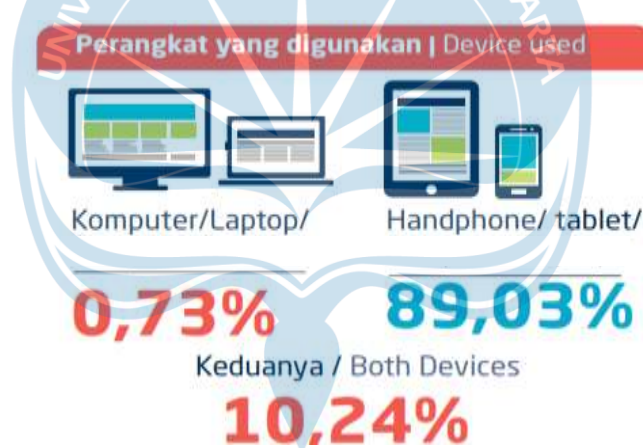 Perangkat yang digunakan | Device used
Komputer/Laptop/
Handphone/ tablet/
0,73%
89,03%
Keduanya / Both Devices
10,24%